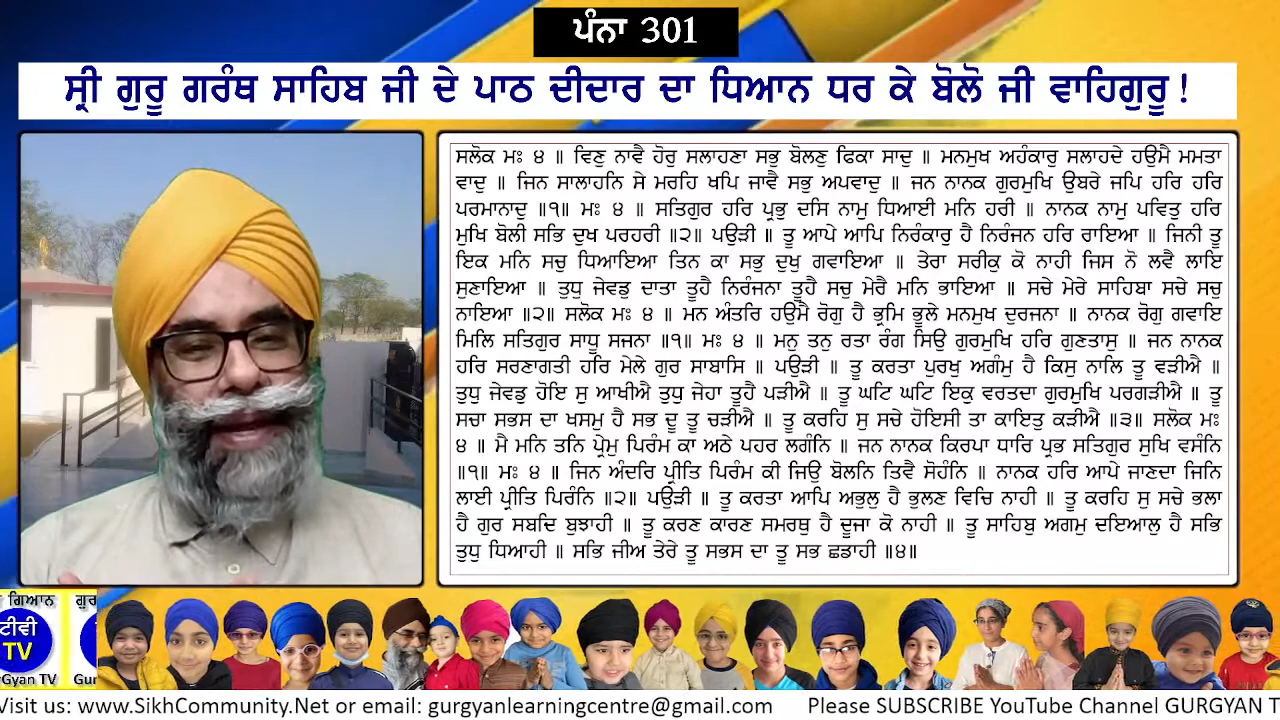 ਪੰਨਾ 301
ਸ੍ਰੀ ਗੁਰੂ ਗਰੰਥ ਸਾਹਿਬ ਜੀ ਦੇ ਪਾਠ ਦੀਦਾਰ ਦਾ ਧਿਆਨ ਧਰ ਕੇ ਬੋਲੋ ਜੀ ਵਾਹਿਗੁਰੂ!
ਸਲੋਕ ਮਃ ੪ ॥ ਵਿਣੁ ਨਾਵੈ ਹੋਰੁ ਸਲਾਹਣਾ ਸਭੁ ਬੋਲਣੁ ਫਿਕਾ ਸਾਦੁ ॥ ਮਨਮੁਖ ਅਹੰਕਾਰੁ ਸਲਾਹਦੇ ਹਉਮੈ ਮਮਤਾ
ਵਾਦੁ ॥ ਜਿਨ ਸਾਲਾਹਨਿ ਸੇ ਮਰਹਿ ਖਪਿ ਜਾਵੈ ਸਭੁ ਅਪਵਾਦੁ ॥ ਜਨ ਨਾਨਕ ਗੁਰਮੁਖਿ ਉਬਰੇ ਜਪਿ ਹਰਿ ਹਰਿ
ਪਰਮਾਨਾਦੁ ॥੧॥ ਮਃ ੪ ॥ ਸਤਿਗੁਰ ਹਰਿ ਪ੍ਰਭੁ ਦਸਿ ਨਾਮੁ ਧਿਆਈ ਮਨਿ ਹਰੀ ॥ ਨਾਨਕ ਨਾਮੁ ਪਵਿਤੁ ਹਰਿ
ਮੁਖਿ ਬੋਲੀ ਸਭਿ ਦੁਖ ਪਰਹਰੀ ॥੨॥ ਪਉੜੀ ॥ ਤੂ ਆਪੇ ਆਪਿ ਨਿਰੰਕਾਰੁ ਹੈ ਨਿਰੰਜਨ ਹਰਿ ਰਾਇਆ ॥ ਜਿਨੀ ਤੂ
ਇਕ ਮਨਿ ਸਚੁ ਧਿਆਇਆ ਤਿਨ ਕਾ ਸਭੁ ਦੁਖੁ ਗਵਾਇਆ ॥ ਤੇਰਾ ਸਰੀਕੁ ਕੋ ਨਾਹੀ ਜਿਸ ਨੋ ਲਵੈ ਲਾਇ
ਸੁਣਾਇਆ ॥ ਤੁਧੁ ਜੇਵਡੁ ਦਾਤਾ ਤੂਹੈ ਨਿਰੰਜਨਾ ਤੂਹੈ ਸਚੁ ਮੇਰੈ ਮਨਿ ਭਾਇਆ ॥ ਸਚੇ ਮੇਰੇ ਸਾਹਿਬਾ ਸਚੇ ਸਚੁ
ਨਾਇਆ ॥੨॥ ਸਲੋਕ ਮਃ ੪ ॥ ਮਨ ਅੰਤਰਿ ਹਉਮੈ ਰੋਗੁ ਹੈ ਭ੍ਰਮਿ ਭੂਲੇ ਮਨਮੁਖ ਦੁਰਜਨਾ ॥ ਨਾਨਕ ਰੋਗੁ ਗਵਾਇ
ਮਿਲਿ ਸਤਿਗੁਰ ਸਾਧੂ ਸਜਨਾ ॥੧॥ ਮਃ ੪ ॥ ਮਨੁ ਤਨੁ ਰਤਾ ਰੰਗ ਸਿਉ ਗੁਰਮੁਖਿ ਹਰਿ ਗੁਣਤਾਸੁ ॥ ਜਨ ਨਾਨਕ
ਹਰਿ ਸਰਣਾਗਤੀ ਹਰਿ ਮੇਲੇ ਗੁਰ ਸਾਬਾਸਿ ॥ ਪਉੜੀ ॥ ਤੂ ਕਰਤਾ ਪੁਰਖੁ ਅਗੰਮੁ ਹੈ ਕਿਸੁ ਨਾਲਿ ਤੂ ਵੜੀਐ ॥
ਤੁਧੁ ਜੇਵਡੁ ਹੋਇ ਸੁ ਆਖੀਐ ਤੁਧੁ ਜੇਹਾ ਤੂਹੈ ਪੜੀਐ ॥ ਤੂ ਘਟਿ ਘਟਿ ਇਕੁ ਵਰਤਦਾ ਗੁਰਮੁਖਿ ਪਰਗੜੀਐ ॥ ਤੂ
ਸਚਾ ਸਭਸ ਦਾ ਖਸਮੁ ਹੈ ਸਭ ਦੂ ਤੂ ਚੜੀਐ ॥ ਤੂ ਕਰਹਿ ਸੁ ਸਚੇ ਹੋਇਸੀ ਤਾ ਕਾਇਤੁ ਕੜੀਐ ॥੩॥ ਸਲੋਕ ਮਃ
੪ ॥ ਮੈ ਮਨਿ ਤਨਿ ਪ੍ਰੇਮੁ ਪਿਰੰਮ ਕਾ ਅਠੇ ਪਹਰ ਲਗੰਨਿ ॥ ਜਨ ਨਾਨਕ ਕਿਰਪਾ ਧਾਰਿ ਪ੍ਰਭ ਸਤਿਗੁਰ ਸੁਖਿ ਵਸੰਨਿ
॥੧॥ ਮਃ ੪ ॥ ਜਿਨ ਅੰਦਰਿ ਪ੍ਰੀਤਿ ਪਿਰੰਮ ਕੀ ਜਿਉ ਬੋਲਨਿ ਤਿਵੈ ਸੋਹੰਨਿ ॥ ਨਾਨਕ ਹਰਿ ਆਪੇ ਜਾਣਦਾ ਜਿਨਿ
ਲਾਈ ਪ੍ਰੀਤਿ ਪਿਰੰਨਿ ॥੨॥ ਪਉੜੀ ॥ ਤੂ ਕਰਤਾ ਆਪਿ ਅਭੁਲੁ ਹੈ ਭੁਲਣ ਵਿਚਿ ਨਾਹੀ ॥ ਤੂ ਕਰਹਿ ਸੁ ਸਚੇ ਭਲਾ
ਹੈ ਗੁਰ ਸਬਦਿ ਬੁਝਾਹੀ ॥ ਤੂ ਕਰਣ ਕਾਰਣ ਸਮਰਥੁ ਹੈ ਦੂਜਾ ਕੋ ਨਾਹੀ ॥ ਤੂ ਸਾਹਿਬੁ ਅਗਮੁ ਦਇਆਲੁ ਹੈ ਸਭਿ
ਤੁਧੁ ਧਿਆਹੀ ॥ ਸਭਿ ਜੀਅ ਤੇਰੇ ਤੂ ਸਭਸ ਦਾ ਤੂ ਸਭ ਛਡਾਹੀ ॥੪॥
ਗਿਆਨ
ਟੀਵੀ
TV
Gyan TV
Visit us: www.SikhCommunity.Net or email: gurgyanlearningcentre@gmail.com Please SUBSCRIBE YouTube Channel GURGYAN T